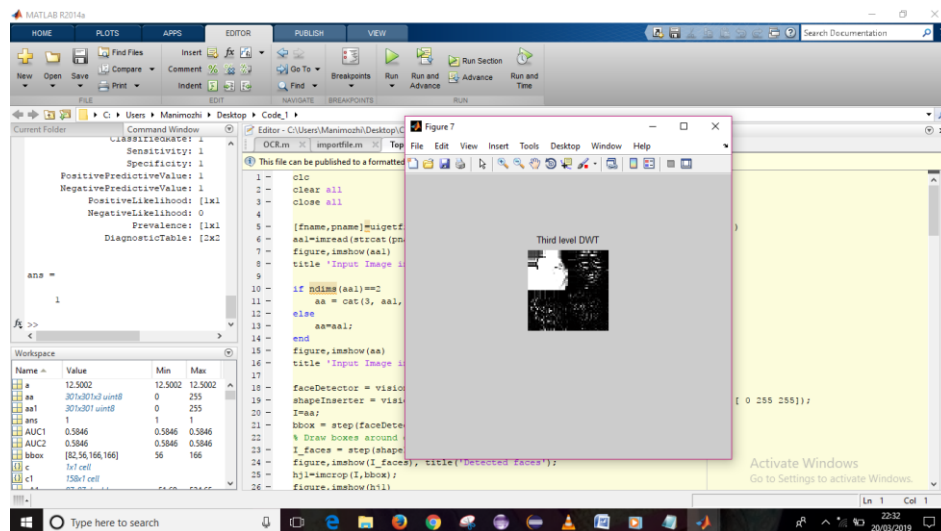 MATLAB R2014a
HOME PLOTS APPS EDITOR PUBLISH VIEW
Search Documentation
New Open Save Find Files Compare Print
Insert Comment Indent
Go To Find
Breakpoints Run Run and Advance Run Section Advance Run and Time
FILE EDIT NAVIGATE BREAKPOINTS RUN
C: Users Manimozhi Desktop Code_1
Current Folder Command Window
ClassifiedRate: 1
Sensitivity: 1
Specificity: 1
PositivePredictiveValue: 1
NegativePredictiveValue: 1
PositiveLikelihood: [1x1
NegativeLikelihood: 0
Prevalence: [1x1
DiagnosticTable: [2x2
ans =
1
fx >>
Workspace
Name Value Min Max
a 12.5002 12.5002 12.5002
aa 301x301x3 uint8 0 255
aa1 301x301 uint8 0 255
ans 1 1 1
AUC1 0.5846 0.5846 0.5846
AUC2 0.5846 0.5846 0.5846
bbox [82,56,166,166] 56 166
c 1x1 cell
c1 158x1 cell
Editor - C:\Users\Manimozhi\Desktop\C
OCR.m importfile.m Top
This file can be published to a formatted
1 - clc
2 - clear all
3 - close all
4
5 - [fname,pname]=uigetf )
6 - aa1=imread(strcat(pn
7 - figure,imshow(aa1)
8 - title 'Input Image i
9
10 - if ndims(aa1)==2
11 - aa = cat(3, aa1,
12 - else
13 - aa=aa1;
14 - end
15 - figure,imshow(aa)
16 - title 'Input Image i
17
18 - faceDetector = visio
19 - shapeInserter = visi [ 0 255 255]);
20 - I=aa;
21 - bbox = step(faceDete
22 % Draw boxes around
23 - I_faces = step(shape
24 - figure,imshow(I_faces), title('Detected faces');
25 - hj1=imcrop(I,bbox);
26 - figure,imshow(hj1)
Figure 7
File Edit View Insert Tools Desktop Window Help
Third level DWT
Activate Windows
Go to Settings to activate Windows.
Ln 1 Col 1
Type here to search
22:32
20/03/2019